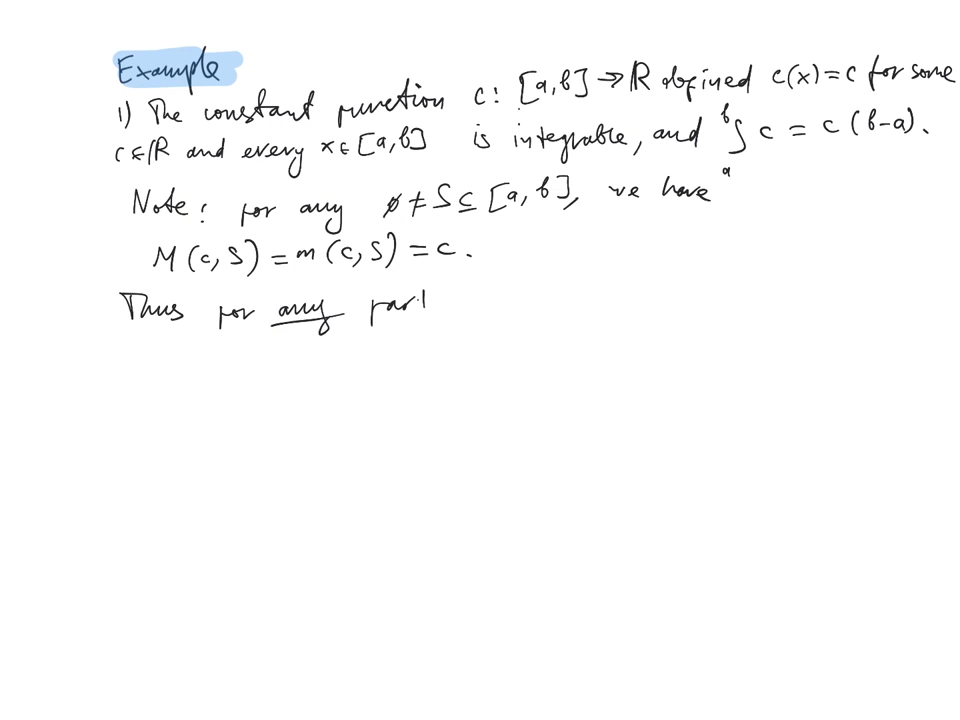 Example
1) The constant function c: [a,b] → ℝ defined c(x)=c for some
c∈ℝ and every x∈[a,b] is integrable, and ᵇ∫ₐ c = c (b-a).
Note: for any ∅≠S⊆[a,b], we have
M(c,S) = m(c,S) = c.
Thus for any part